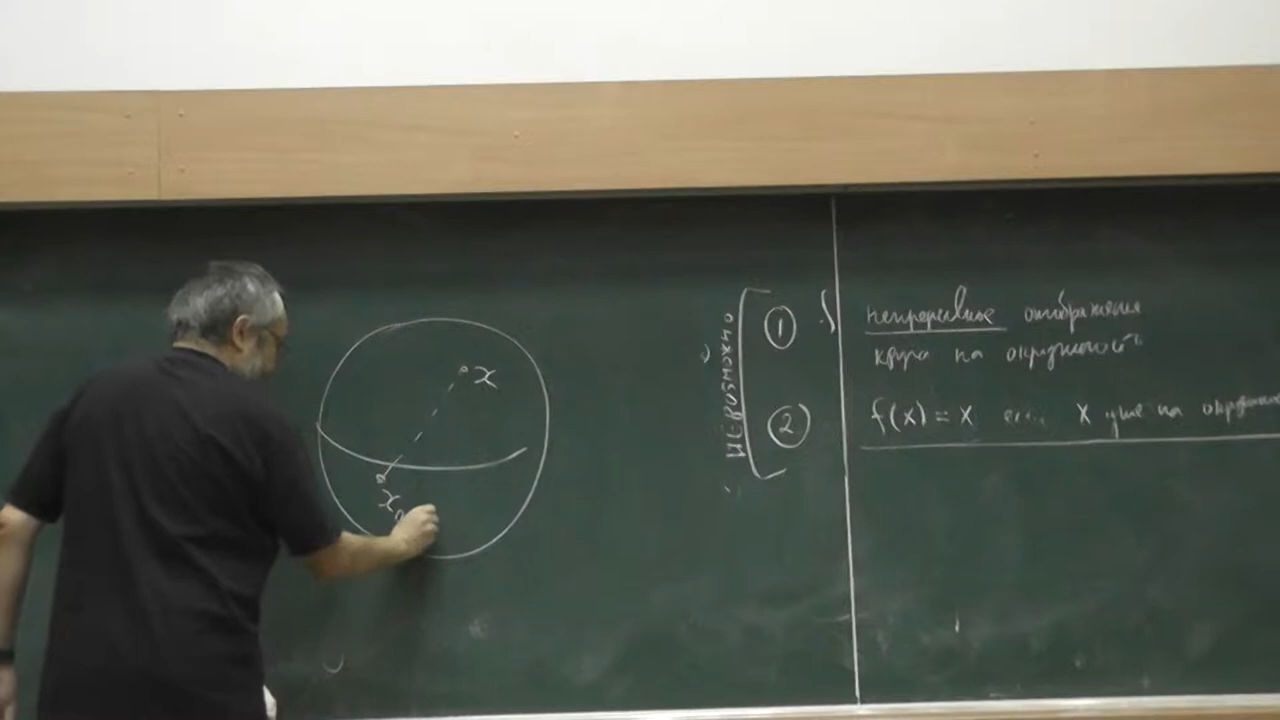 x
x₀
НЕВОЗМОЖНО
1 f непрерывное отображение
круга на окружность
2 f(x) = x если x уже на окружности